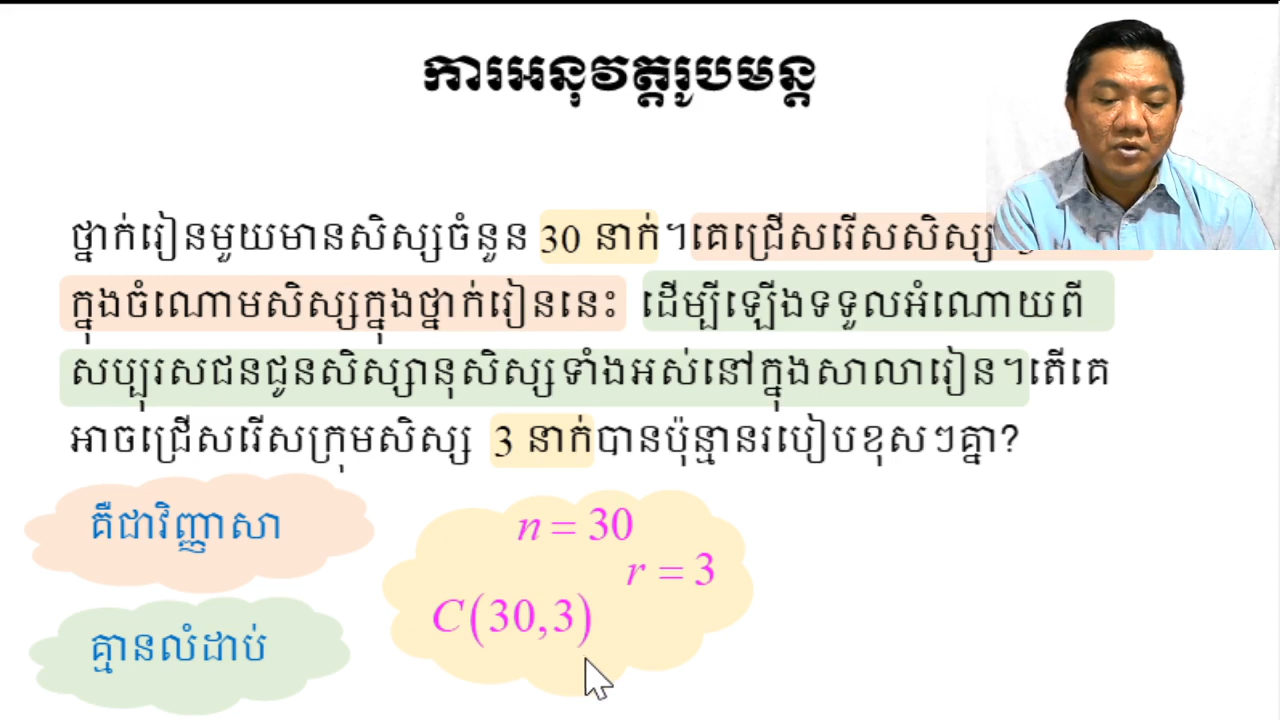 ការអនុវត្តរូបមន្ត
ថ្នាក់រៀនមួយមានសិស្សចំនួន 30 នាក់។គេជ្រើសរើសសិស្ស
ក្នុងចំណោមសិស្សក្នុងថ្នាក់រៀននេះ ដើម្បីឡើងទទួលអំណោយពី
សប្បុរសជនជូនសិស្សានុសិស្សទាំងអស់នៅក្នុងសាលារៀន។តើគេ
អាចជ្រើសរើសក្រុមសិស្ស 3 នាក់បានប៉ុន្មានរបៀបខុសៗគ្នា?
គឺជាវិញ្ញាសា
n = 30
r = 3
C(30,3)
គ្មានលំដាប់